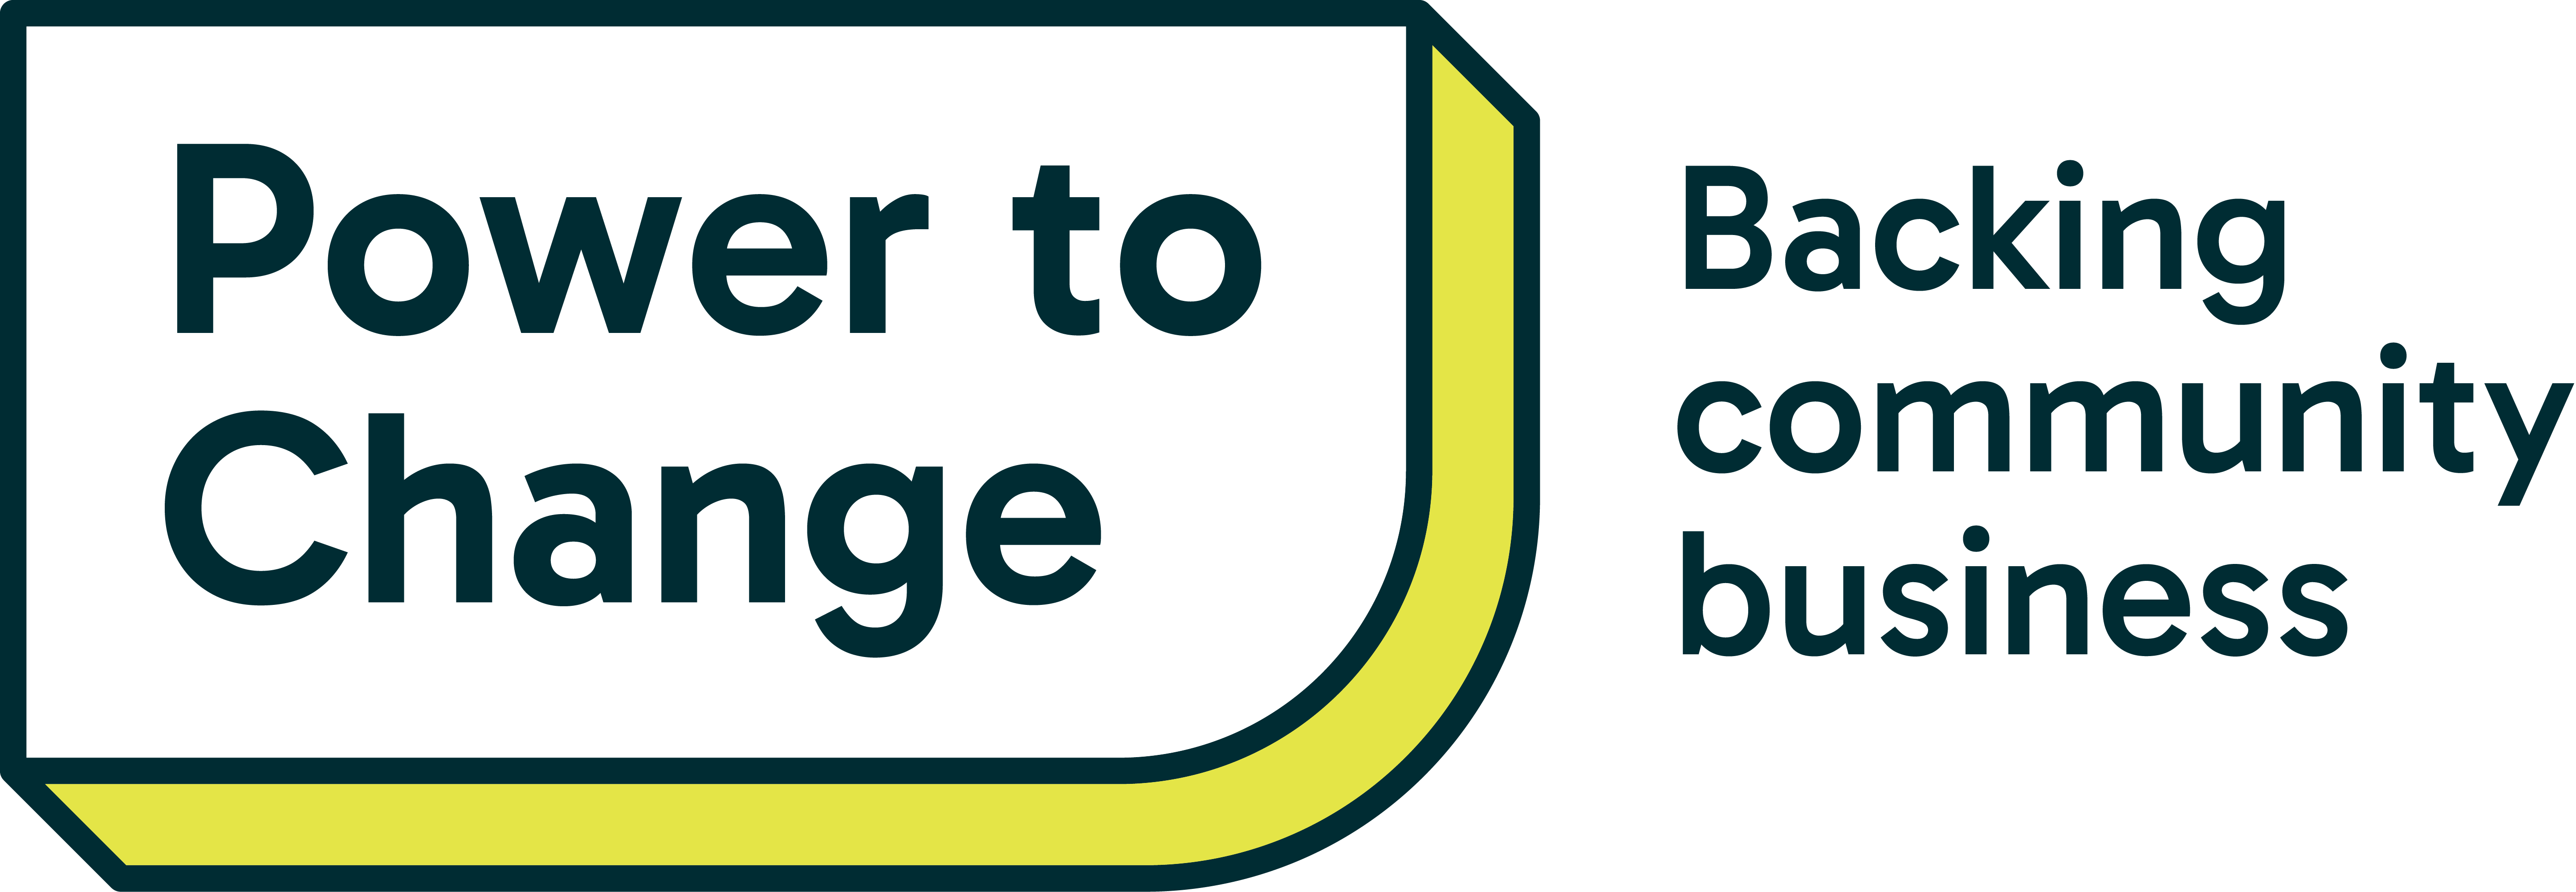 Power to
Change
Backing
community
business